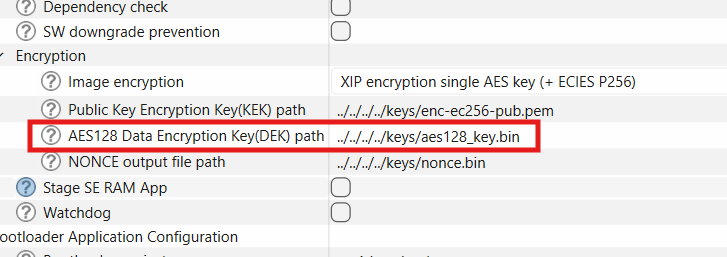 Dependency check
SW downgrade prevention
Encryption
Image encryption XIP encryption single AES key (+ ECIES P256)
Public Key Encryption Key(KEK) path ../../../../keys/enc-ec256-pub.pem
AES128 Data Encryption Key(DEK) path ../../../../keys/aes128_key.bin
NONCE output file path ../../../../keys/nonce.bin
Stage SE RAM App
Watchdog
ootloader Application Configuration